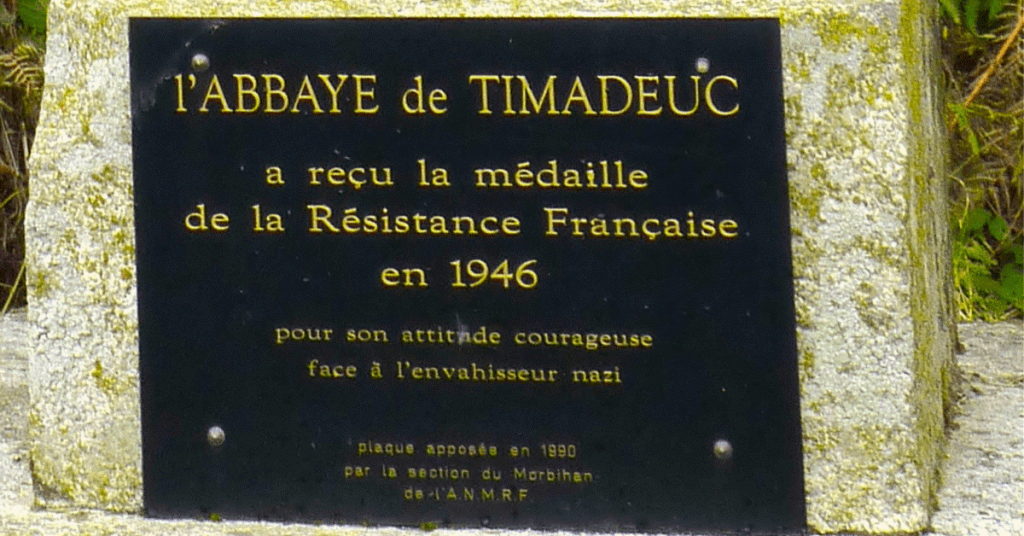 l'ABBAYE de TIMADEUC
a reçu la médaille
de la Résistance Française
en 1946
pour son attitude courageuse
face à l'envahisseur nazi
plaque apposée en 1990
par la section du Morbihan
de l'A.N.M.R.F.